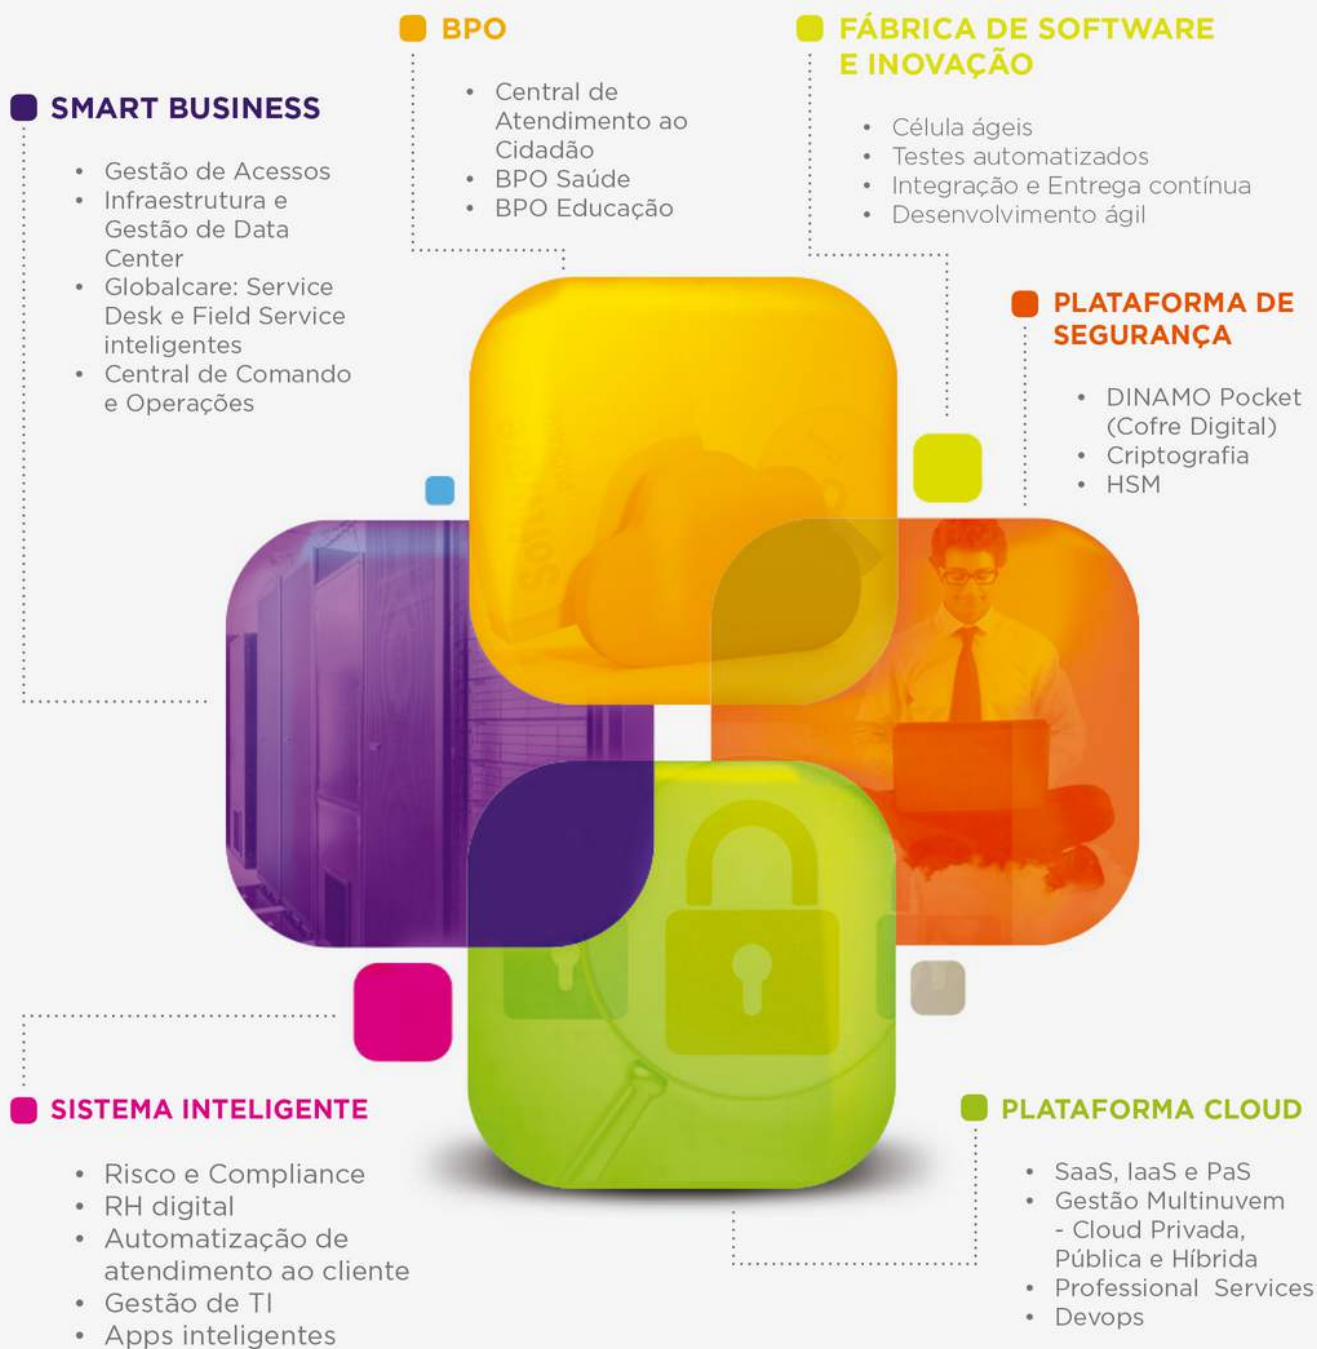 BPO
• Central de
Atendimento ao
Cidadão
• BPO Saúde
• BPO Educação
FÁBRICA DE SOFTWARE
E INOVAÇÃO
• Célula ágeis
• Testes automatizados
• Integração e Entrega contínua
• Desenvolvimento ágil
SMART BUSINESS
• Gestão de Acessos
• Infraestrutura e
Gestão de Data
Center
• Globalcare: Service
Desk e Field Service
inteligentes
• Central de Comando
e Operações
PLATAFORMA DE
SEGURANÇA
• DINAMO Pocket
(Cofre Digital)
• Criptografia
• HSM
SISTEMA INTELIGENTE
• Risco e Compliance
• RH digital
• Automatização de
atendimento ao cliente
• Gestão de TI
• Apps inteligentes
PLATAFORMA CLOUD
• SaaS, IaaS e PaS
• Gestão Multinuvem
- Cloud Privada,
Pública e Híbrida
• Professional Services
• Devops